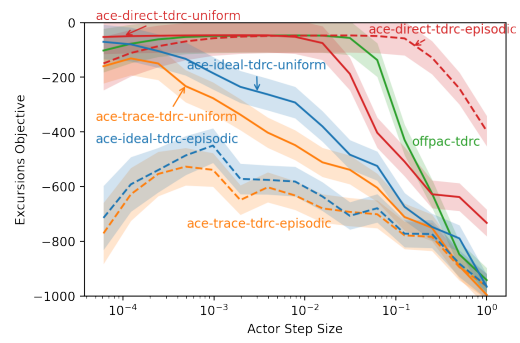 ace-direct-tdrc-uniform
0
ace-direct-tdrc-episodic
ace-ideal-tdrc-uniform
−200
ace-trace-tdrc-uniform
−400
ace-ideal-tdrc-episodic
offpac-tdrc
−600
ace-trace-tdrc-episodic
−800
−1000
Excursions Objective
10⁻⁴ 10⁻³ 10⁻² 10⁻¹ 10⁰
Actor Step Size